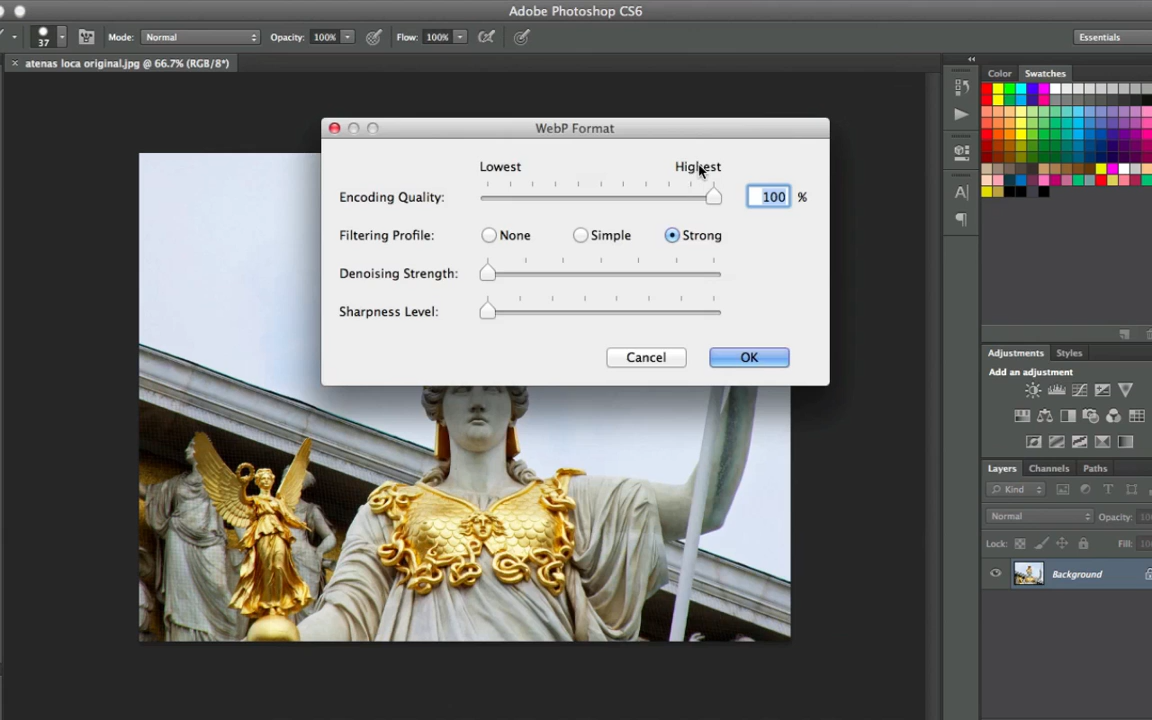 Adobe Photoshop CS6
37 Mode: Normal Opacity: 100% Flow: 100% Essentials
× atenas loca original.jpg @ 66.7% (RGB/8*)
Color Swatches
WebP Format
Lowest Highest
Encoding Quality: 100 %
Filtering Profile: None Simple Strong
Denoising Strength:
Sharpness Level:
Cancel OK
Adjustments Styles
Add an adjustment
Layers Channels Paths
Kind
Normal Opacity:
Lock: Fill:
Background